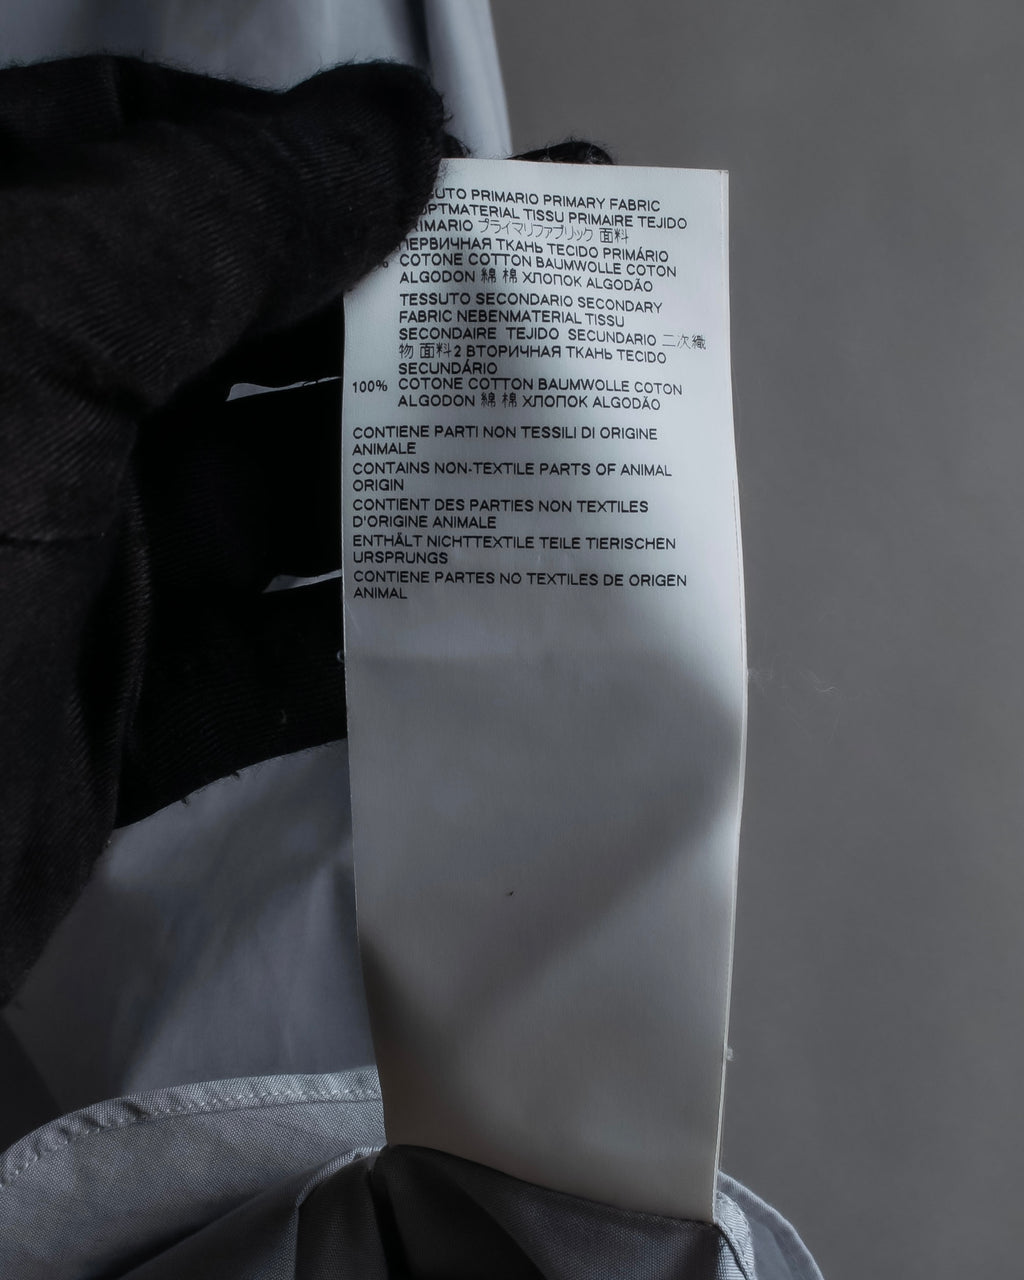 PRIMARIO PRIMARY FABRIC
TISSU PRIMAIRE TEJIDO
プライマリファブリック 面料
ПЕРВИЧНАЯ ТКАНЬ TECIDO PRIMÁRIO
COTONE COTTON BAUMWOLLE COTON
ALGODON 綿 棉 ХЛОПОК ALGODÃO
TESSUTO SECONDARIO SECONDARY
FABRIC NEBENMATERIAL TISSU
SECONDAIRE TEJIDO SECUNDARIO 二次織
物 面料2 ВТОРИЧНАЯ ТКАНЬ TECIDO
SECUNDÁRIO
100% COTONE COTTON BAUMWOLLE COTON
ALGODON 綿 棉 ХЛОПОК ALGODÃO
CONTIENE PARTI NON TESSILI DI ORIGINE
ANIMALE
CONTAINS NON-TEXTILE PARTS OF ANIMAL
ORIGIN
CONTIENT DES PARTIES NON TEXTILES
D'ORIGINE ANIMALE
ENTHÄLT NICHTTEXTILE TEILE TIERISCHEN
URSPRUNGS
CONTIENE PARTES NO TEXTILES DE ORIGEN
ANIMAL